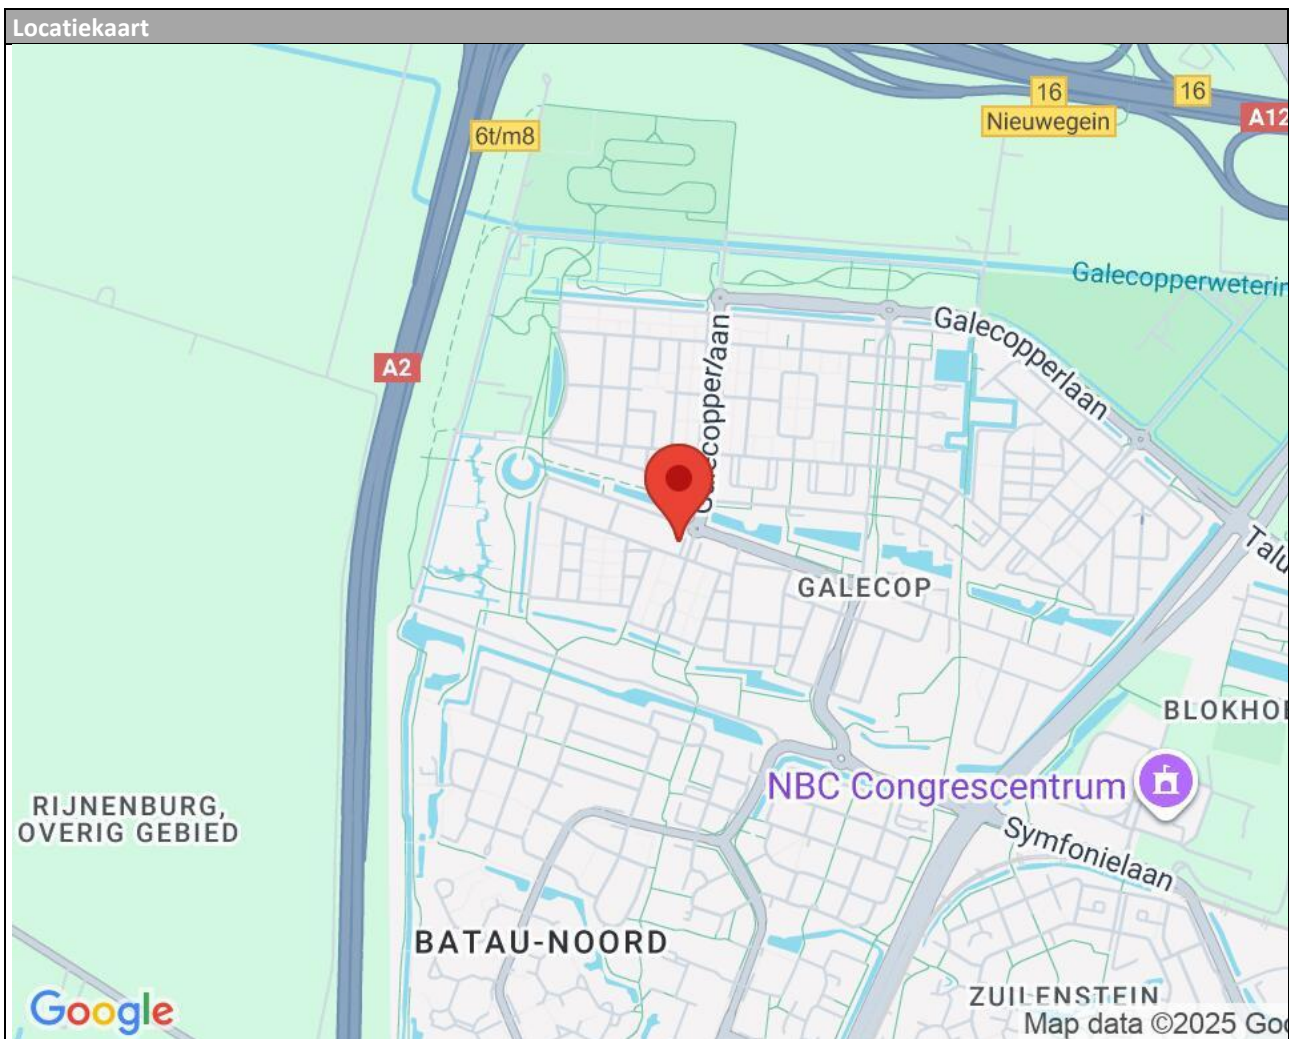 Locatiekaart
16
16
Nieuwegein
A12
6t/m8
Galecopperweterin
Galecopperlaan
Galecopperlaan
A2
Talu
GALECOP
BLOKHO
NBC Congrescentrum
RIJNENBURG,
OVERIG GEBIED
Symfonielaan
BATAU-NOORD
ZUILENSTEIN
Google
Map data ©2025 Goo